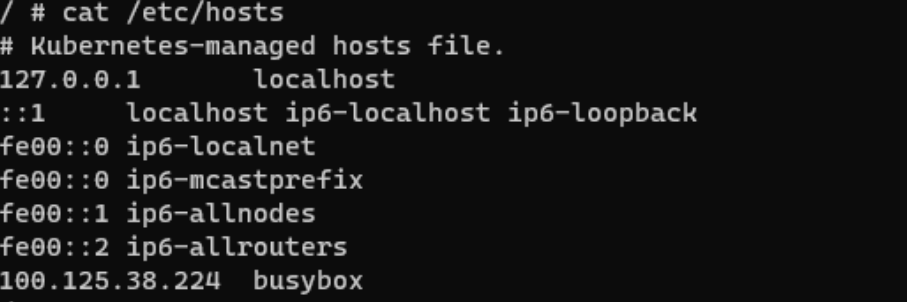 / # cat /etc/hosts
# Kubernetes-managed hosts file.
127.0.0.1       localhost
::1     localhost ip6-localhost ip6-loopback
fe00::0 ip6-localnet
fe00::0 ip6-mcastprefix
fe00::1 ip6-allnodes
fe00::2 ip6-allrouters
100.125.38.224  busybox